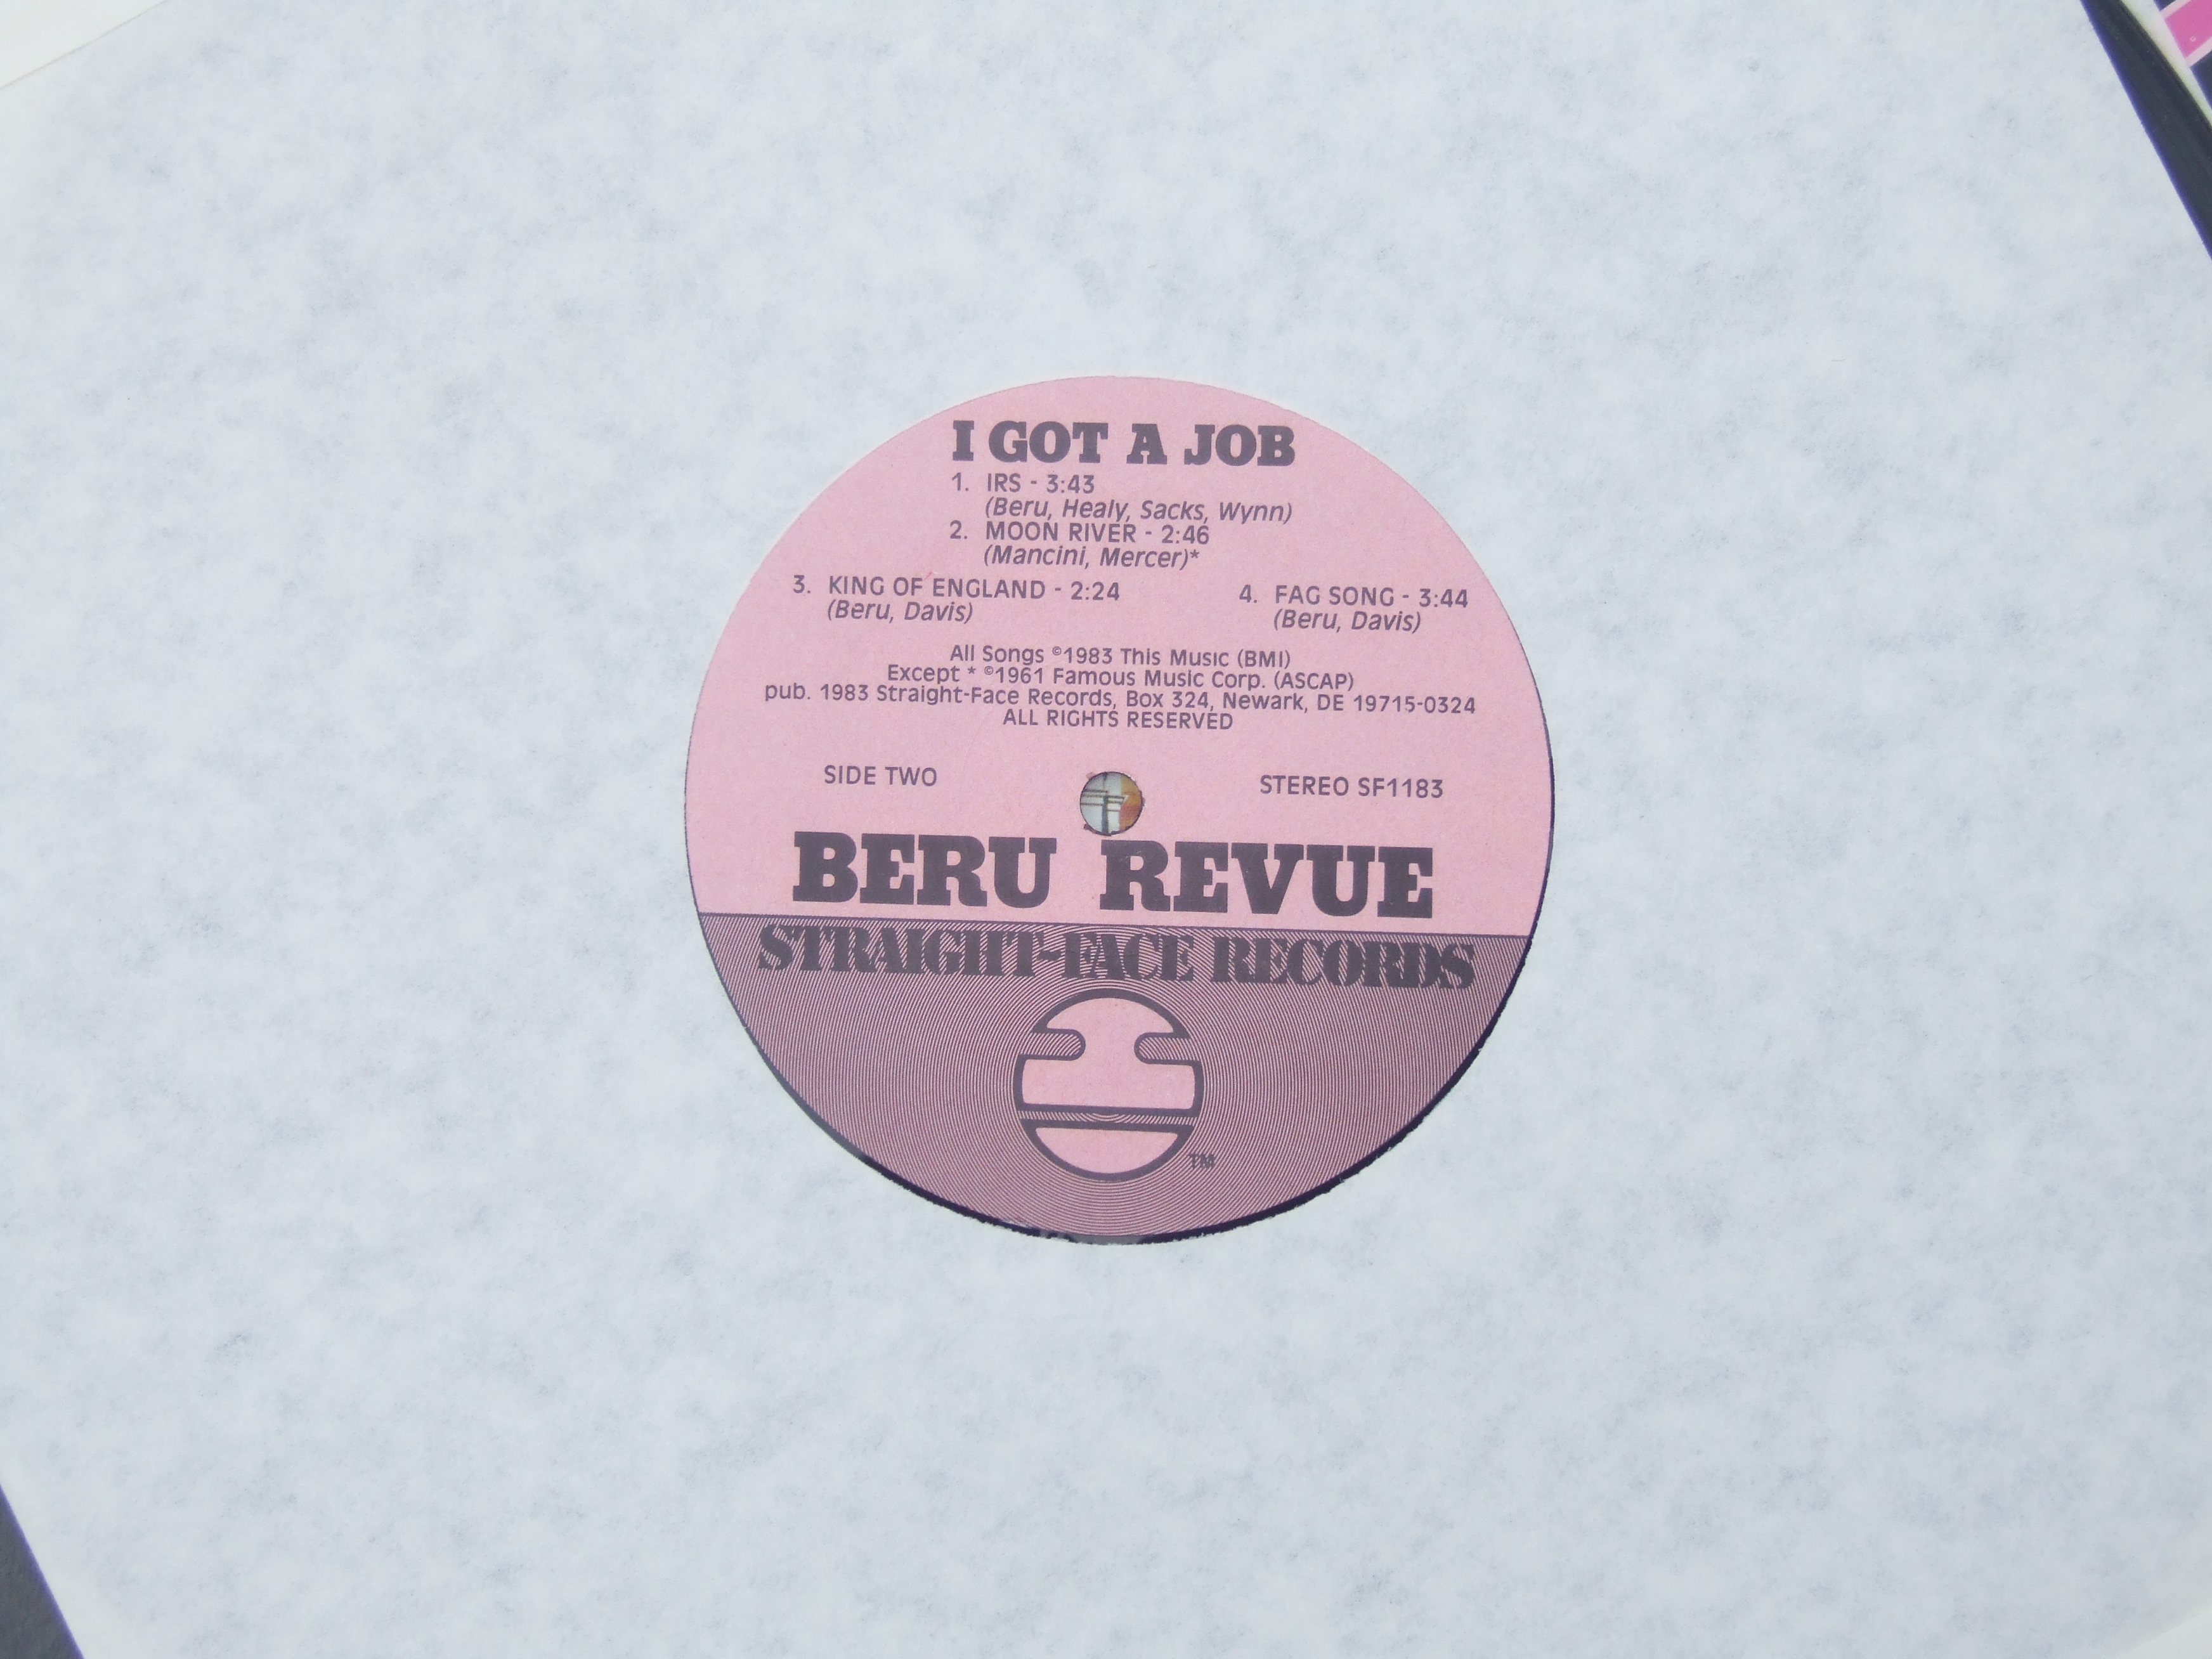 I GOT A JOB
1. IRS - 3:43
(Beru, Healy, Sacks, Wynn)
2. MOON RIVER - 2:46
(Mancini, Mercer)*
3. KING OF ENGLAND - 2:24
(Beru, Davis)
4. FAG SONG - 3:44
(Beru, Davis)
All Songs ©1983 This Music (BMI)
Except * ©1961 Famous Music Corp. (ASCAP)
pub. 1983 Straight-Face Records, Box 324, Newark, DE 19715-0324
ALL RIGHTS RESERVED
SIDE TWO
STEREO SF1183
BERU REVUE
STRAIGHT-FACE RECORDS
TM